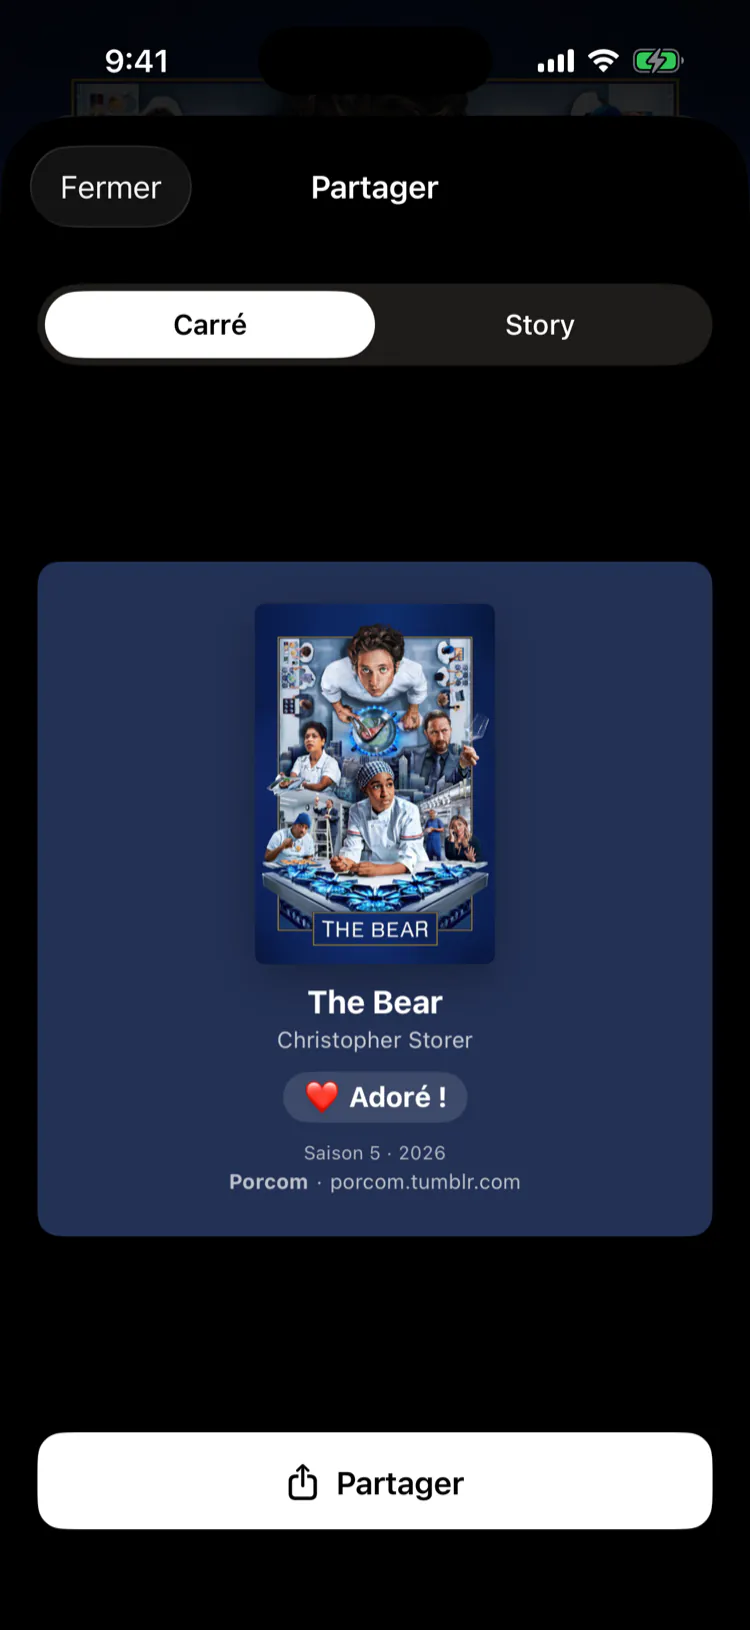 9:41
Fermer
Partager
Carré
Story
THE BEAR
The Bear
Christopher Storer
❤️ Adoré !
Saison 5 · 2026
Porcom · porcom.tumblr.com
Partager